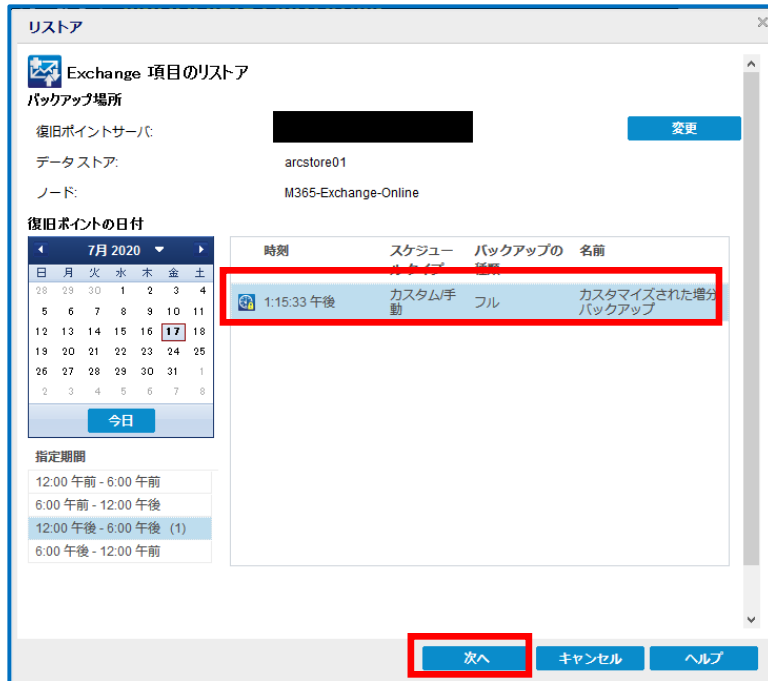 リストア
Exchange 項目のリストア
バックアップ場所
復旧ポイントサーバ:
変更
データ ストア: arcstore01
ノード: M365-Exchange-Online
復旧ポイントの日付
7月 2020
日 月 火 水 木 金 土
28 29 30 1 2 3 4
5 6 7 8 9 10 11
12 13 14 15 16 17 18
19 20 21 22 23 24 25
26 27 28 29 30 31 1
2 3 4 5 6 7 8
今日
指定期間
12:00 午前 - 6:00 午前
6:00 午前 - 12:00 午後
12:00 午後 - 6:00 午後 (1)
6:00 午後 - 12:00 午前
時刻 スケジュー バックアップの 名前
1:15:33 午後 カスタム/手 フル カスタマイズされた増分
動 バックアップ
次へ キャンセル ヘルプ